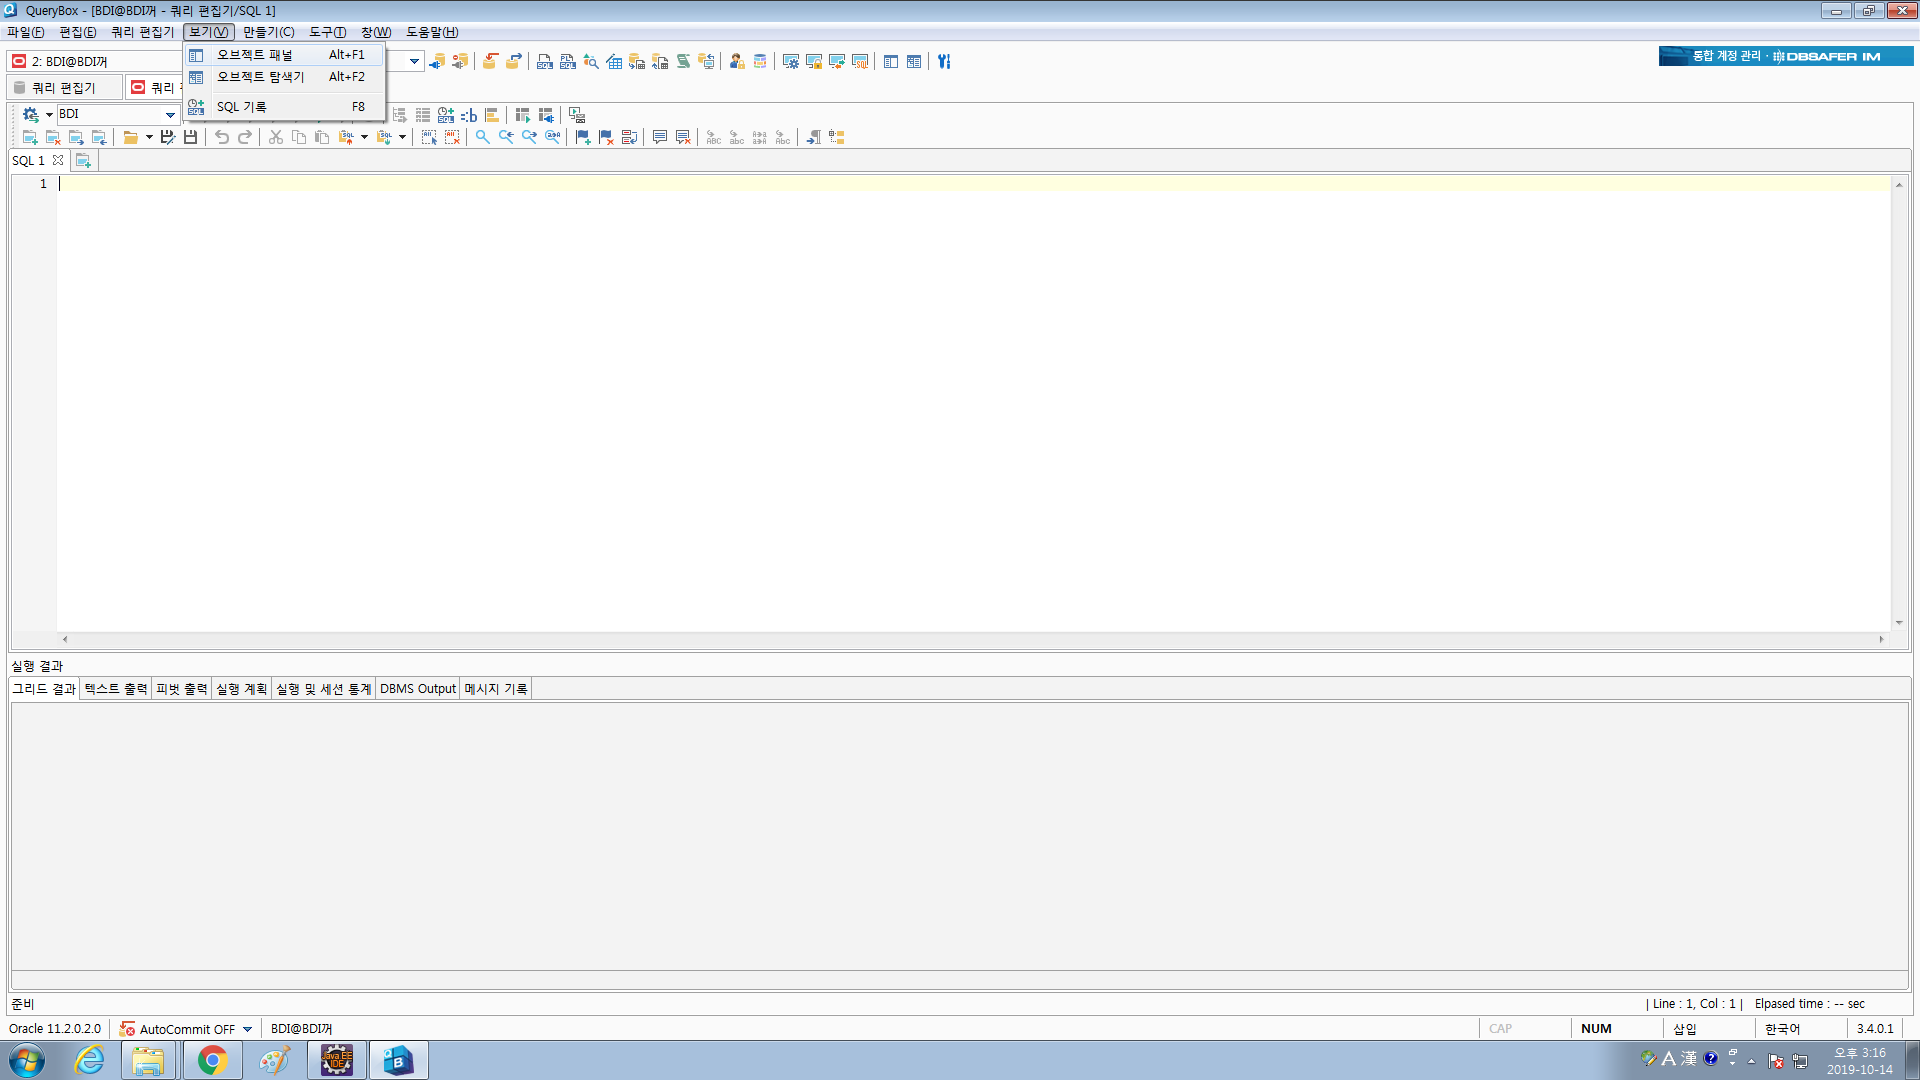 QueryBox - [BDI@BDI꺼 - 쿼리 편집기/SQL 1]
파일(F) 편집(E) 쿼리 편집기 보기(V) 만들기(C) 도구(T) 창(W) 도움말(H)
2: BDI@BDI꺼
통합 계정 관리 · DBSAFER IM
오브젝트 패널 Alt+F1
오브젝트 탐색기 Alt+F2
SQL 기록 F8
쿼리 편집기 쿼리
BDI
SQL 1
1
실행 결과
그리드 결과 텍스트 출력 피벗 출력 실행 계획 실행 및 세션 통계 DBMS Output 메시지 기록
준비 | Line : 1, Col : 1 | Elpased time : -- sec
Oracle 11.2.0.2.0 AutoCommit OFF BDI@BDI꺼 CAP NUM 삽입 한국어 3.4.0.1
Java EE
IDE
B
A 漢
오후 3:16
2019-10-14